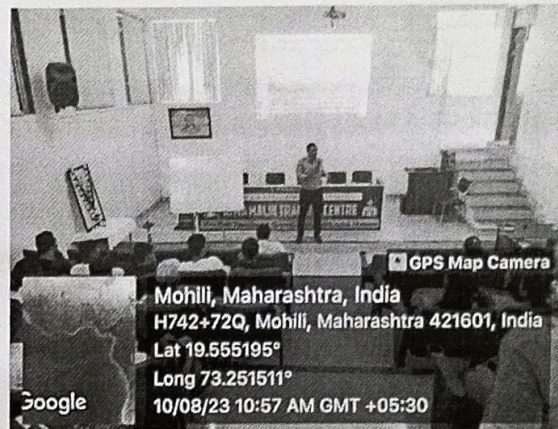 TRAINING CENTRE
GPS Map Camera
Mohili, Maharashtra, India
H742+72Q, Mohili, Maharashtra 421601, India
Lat 19.555195°
Long 73.251511°
10/08/23 10:57 AM GMT +05:30
Google